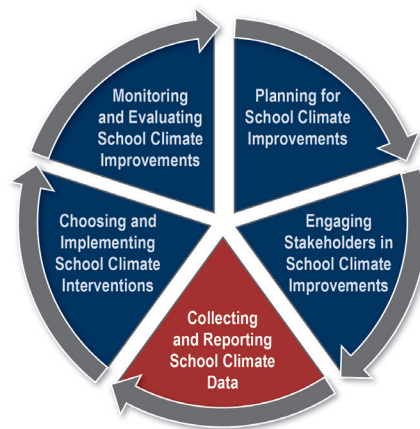 Monitoring
and Evaluating
School Climate
Improvements
Planning for
School Climate
Improvements
Choosing and
Implementing
School Climate
Interventions
Engaging
Stakeholders in
School Climate
Improvements
Collecting
and Reporting
School Climate
Data